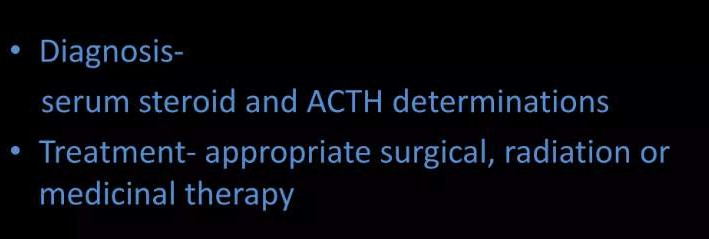 • Diagnosis-
serum steroid and ACTH determinations
• Treatment- appropriate surgical, radiation or
medicinal therapy